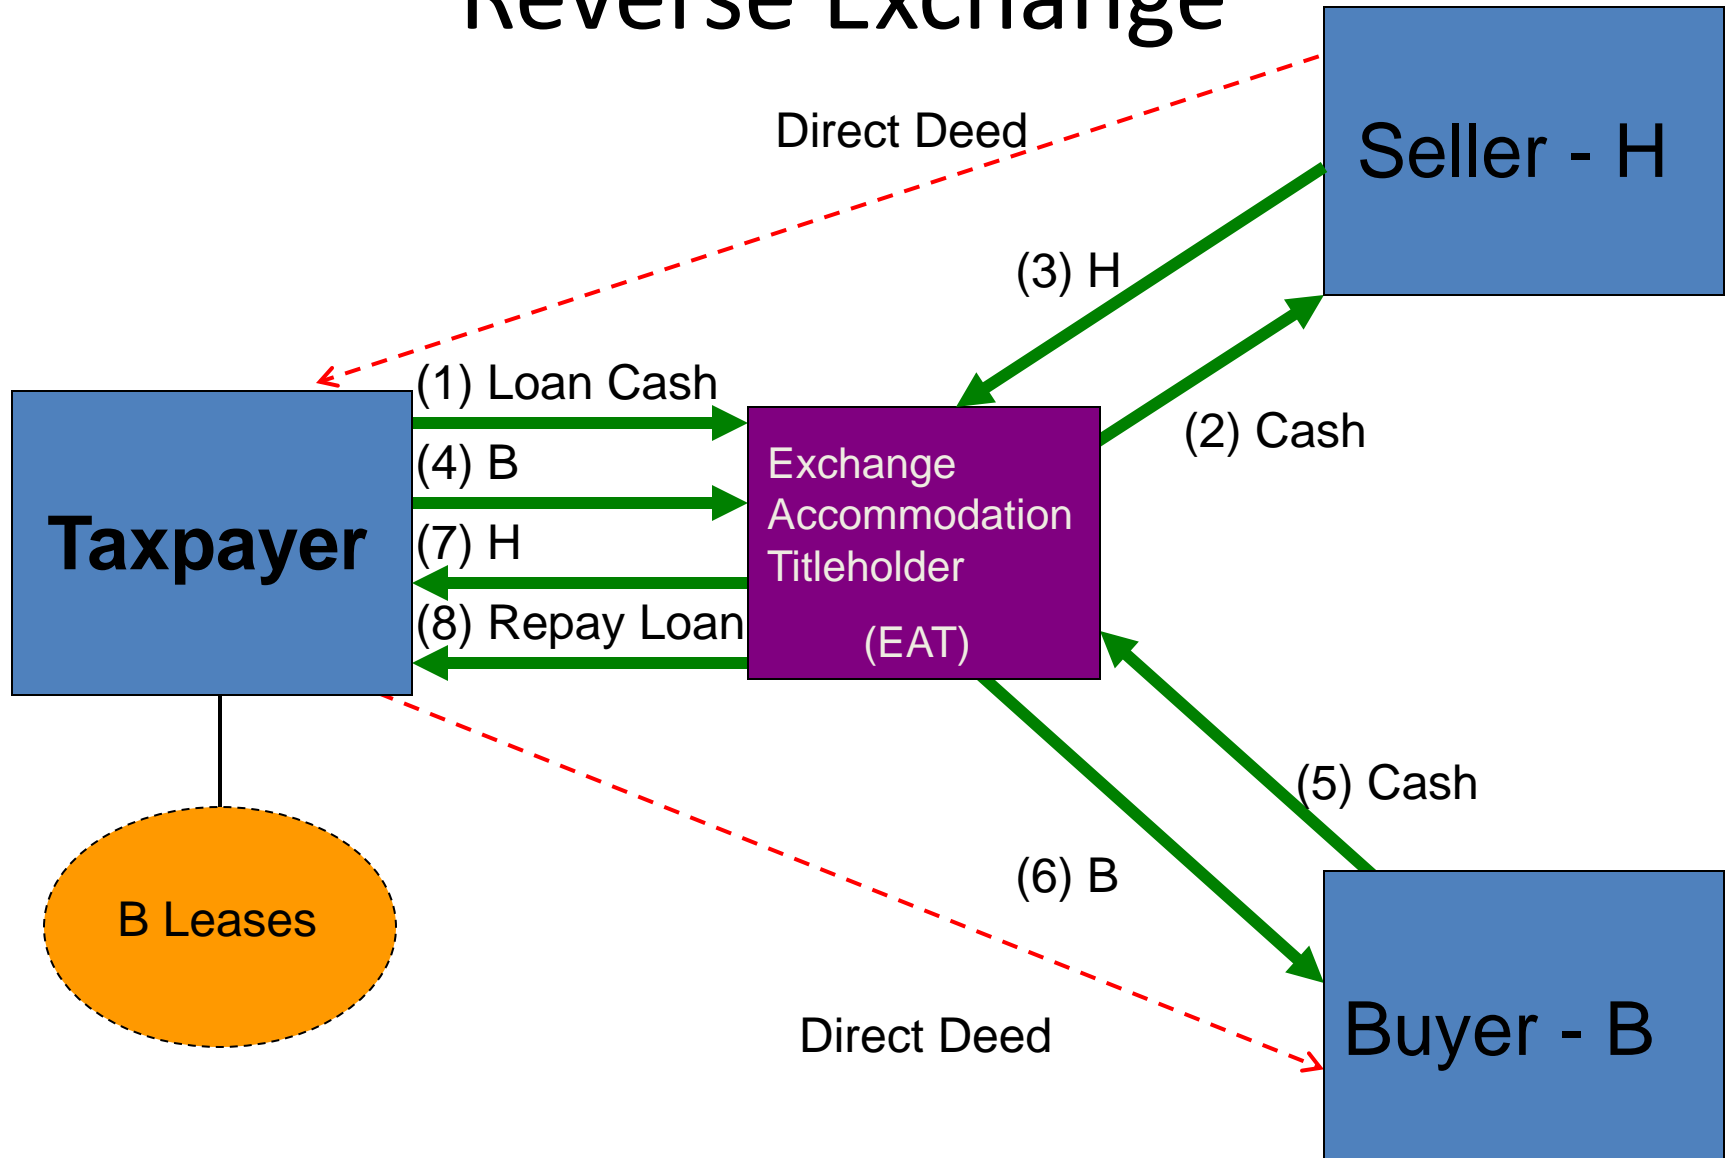 Reverse Exchange
Direct Deed
Seller - H
(3) H
(1) Loan Cash
(2) Cash
(4) B
Exchange
Accommodation
Titleholder
(EAT)
Taxpayer
(7) H
(8) Repay Loan
(5) Cash
(6) B
B Leases
Direct Deed
Buyer - B